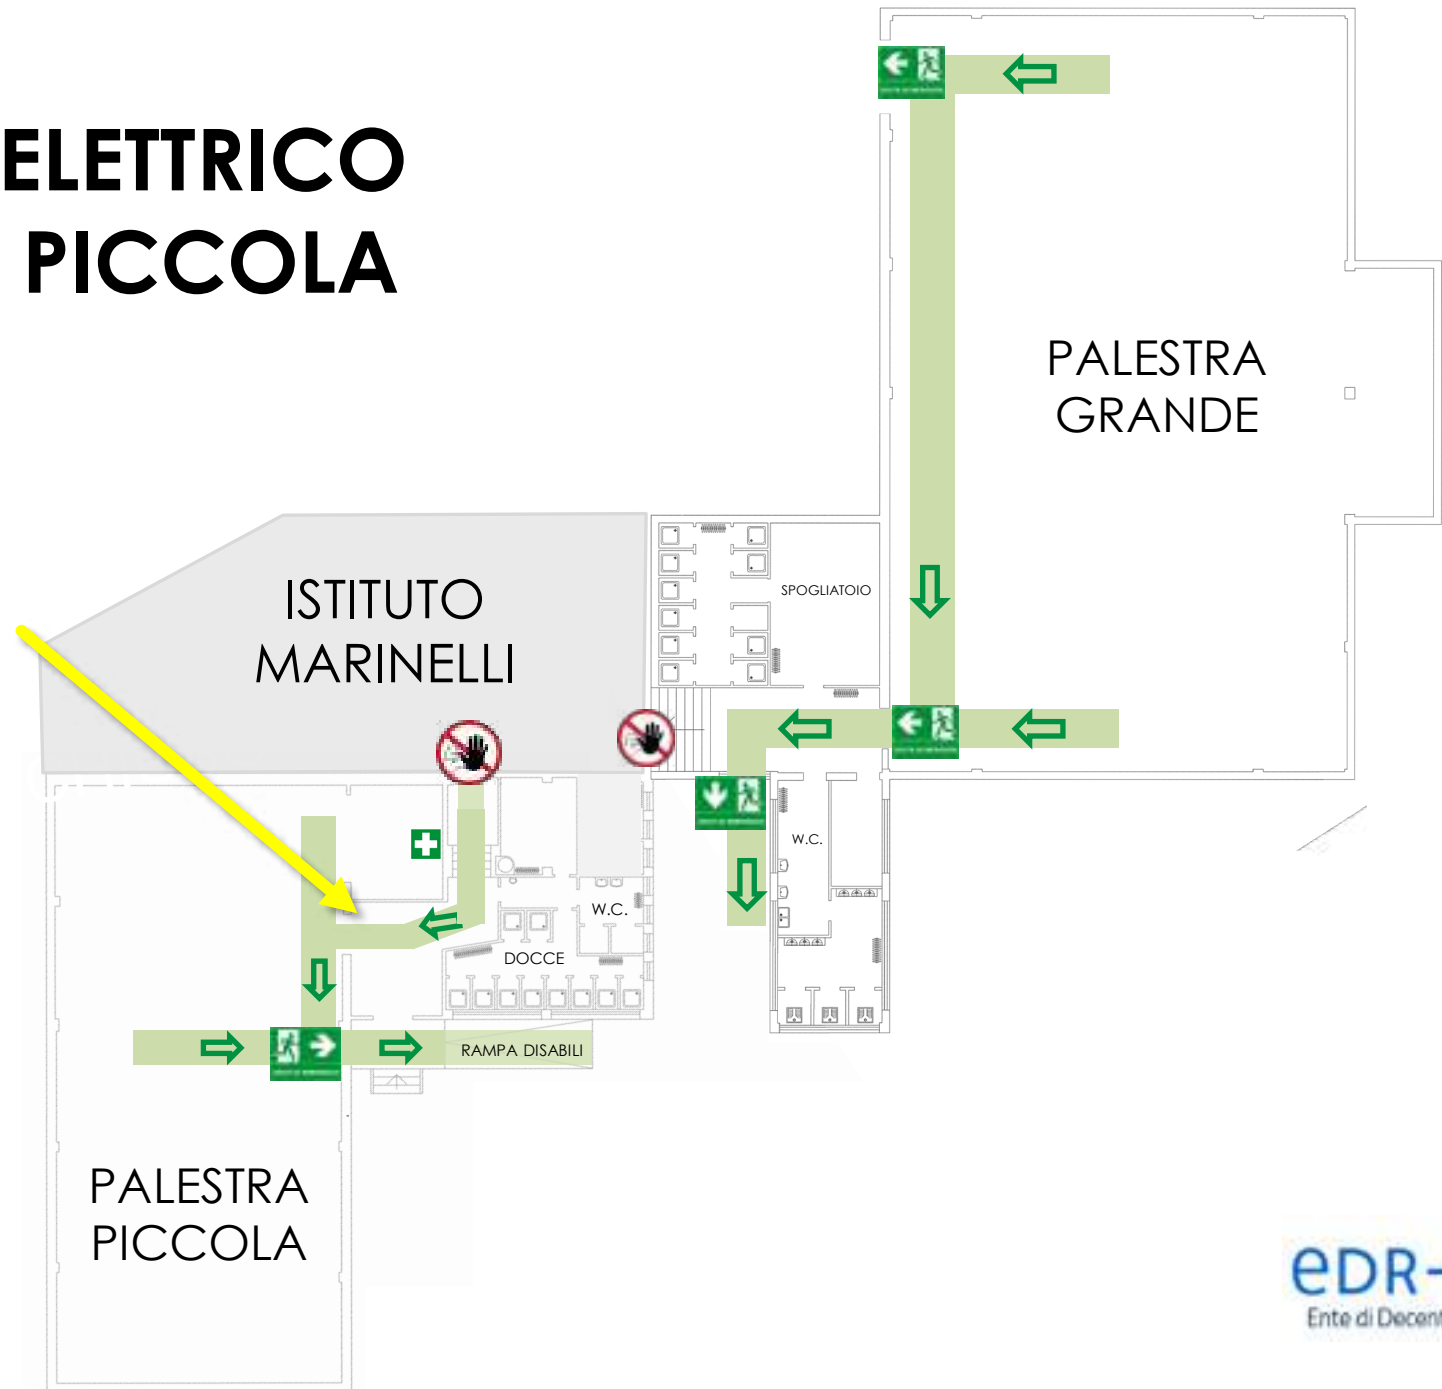 ELETTRICO
PICCOLA
PALESTRA
GRANDE
ISTITUTO
MARINELLI
SPOGLIATOIO
W.C.
W.C.
DOCCE
RAMPA DISABILI
PALESTRA
PICCOLA
eDR-
Ente di Decent